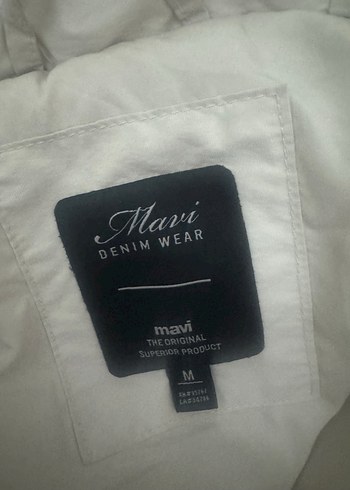 Mavi
DENIM WEAR
mavi
THE ORIGINAL
SUPERIOR PRODUCT
M